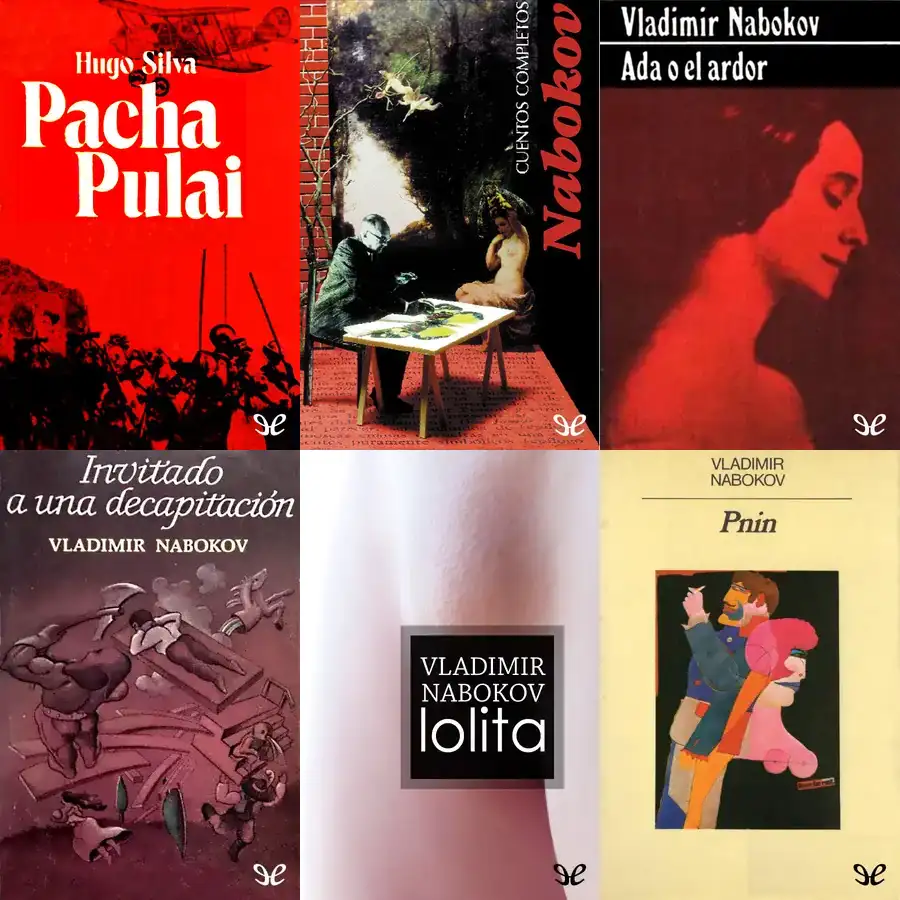 Hugo Silva
Pacha
Pulai
CUENTOS COMPLETOS
Nabokov
Vladimir Nabokov
Ada o el ardor
Invitado
a una decapitación
VLADIMIR NABOKOV
VLADIMIR
NABOKOV
lolita
VLADIMIR
NABOKOV
Pnin